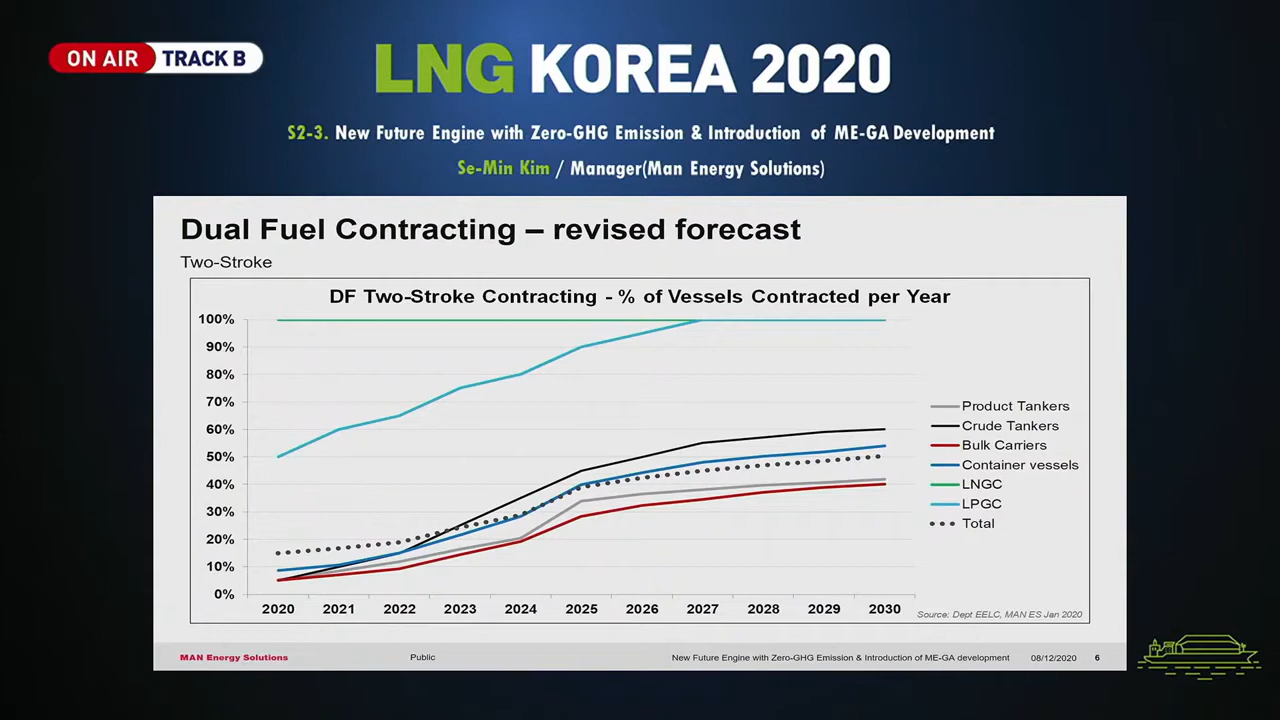 ON AIR TRACK B
LNG KOREA 2020
S2-3. New Future Engine with Zero-GHG Emission & Introduction of ME-GA Development
Se-Min Kim / Manager(Man Energy Solutions)
Dual Fuel Contracting – revised forecast
Two-Stroke
DF Two-Stroke Contracting - % of Vessels Contracted per Year
100%
90%
80%
70%
60%
50%
40%
30%
20%
10%
0%
2020 2021 2022 2023 2024 2025 2026 2027 2028 2029 2030
Product Tankers
Crude Tankers
Bulk Carriers
Container vessels
LNGC
LPGC
Total
Source: Dept EELC, MAN ES Jan 2020
MAN Energy Solutions Public New Future Engine with Zero-GHG Emission & Introduction of ME-GA development 08/12/2020 6